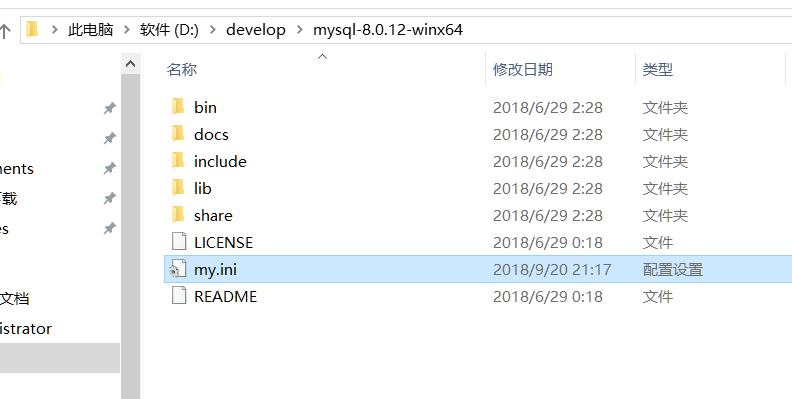 此电脑 软件 (D:) develop mysql-8.0.12-winx64
名称 修改日期 类型
bin 2018/6/29 2:28 文件夹
docs 2018/6/29 2:28 文件夹
include 2018/6/29 2:28 文件夹
lib 2018/6/29 2:28 文件夹
share 2018/6/29 2:28 文件夹
LICENSE 2018/6/29 0:18 文件
my.ini 2018/9/20 21:17 配置设置
README 2018/6/29 0:18 文件
nents
载
s
文档
istrator